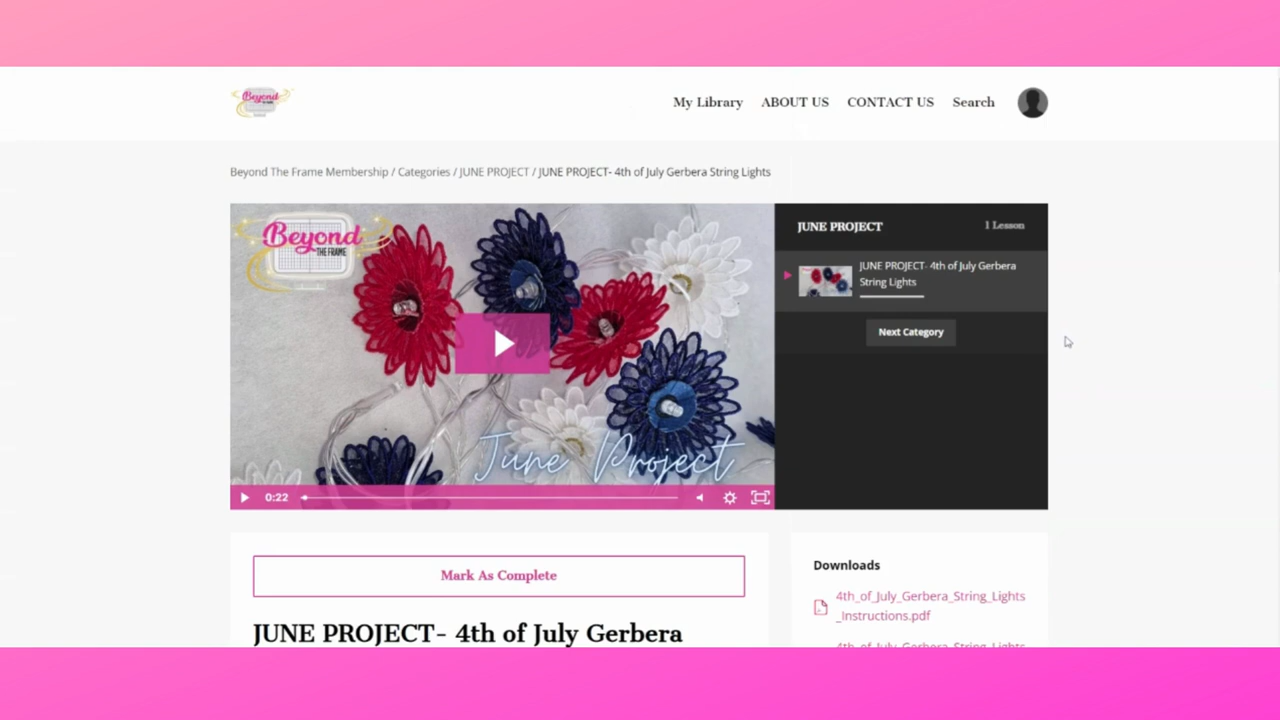 Beyond
My Library ABOUT US CONTACT US Search
Beyond The Frame Membership / Categories / JUNE PROJECT / JUNE PROJECT- 4th of July Gerbera String Lights
Beyond
THE FRAME
June Project
0:22
JUNE PROJECT 1 Lesson
JUNE PROJECT- 4th of July Gerbera
String Lights
Next Category
Mark As Complete
JUNE PROJECT- 4th of July Gerbera
Downloads
4th_of_July_Gerbera_String_Lights
_Instructions.pdf
4th_of_July_Gerbera_String_Lights